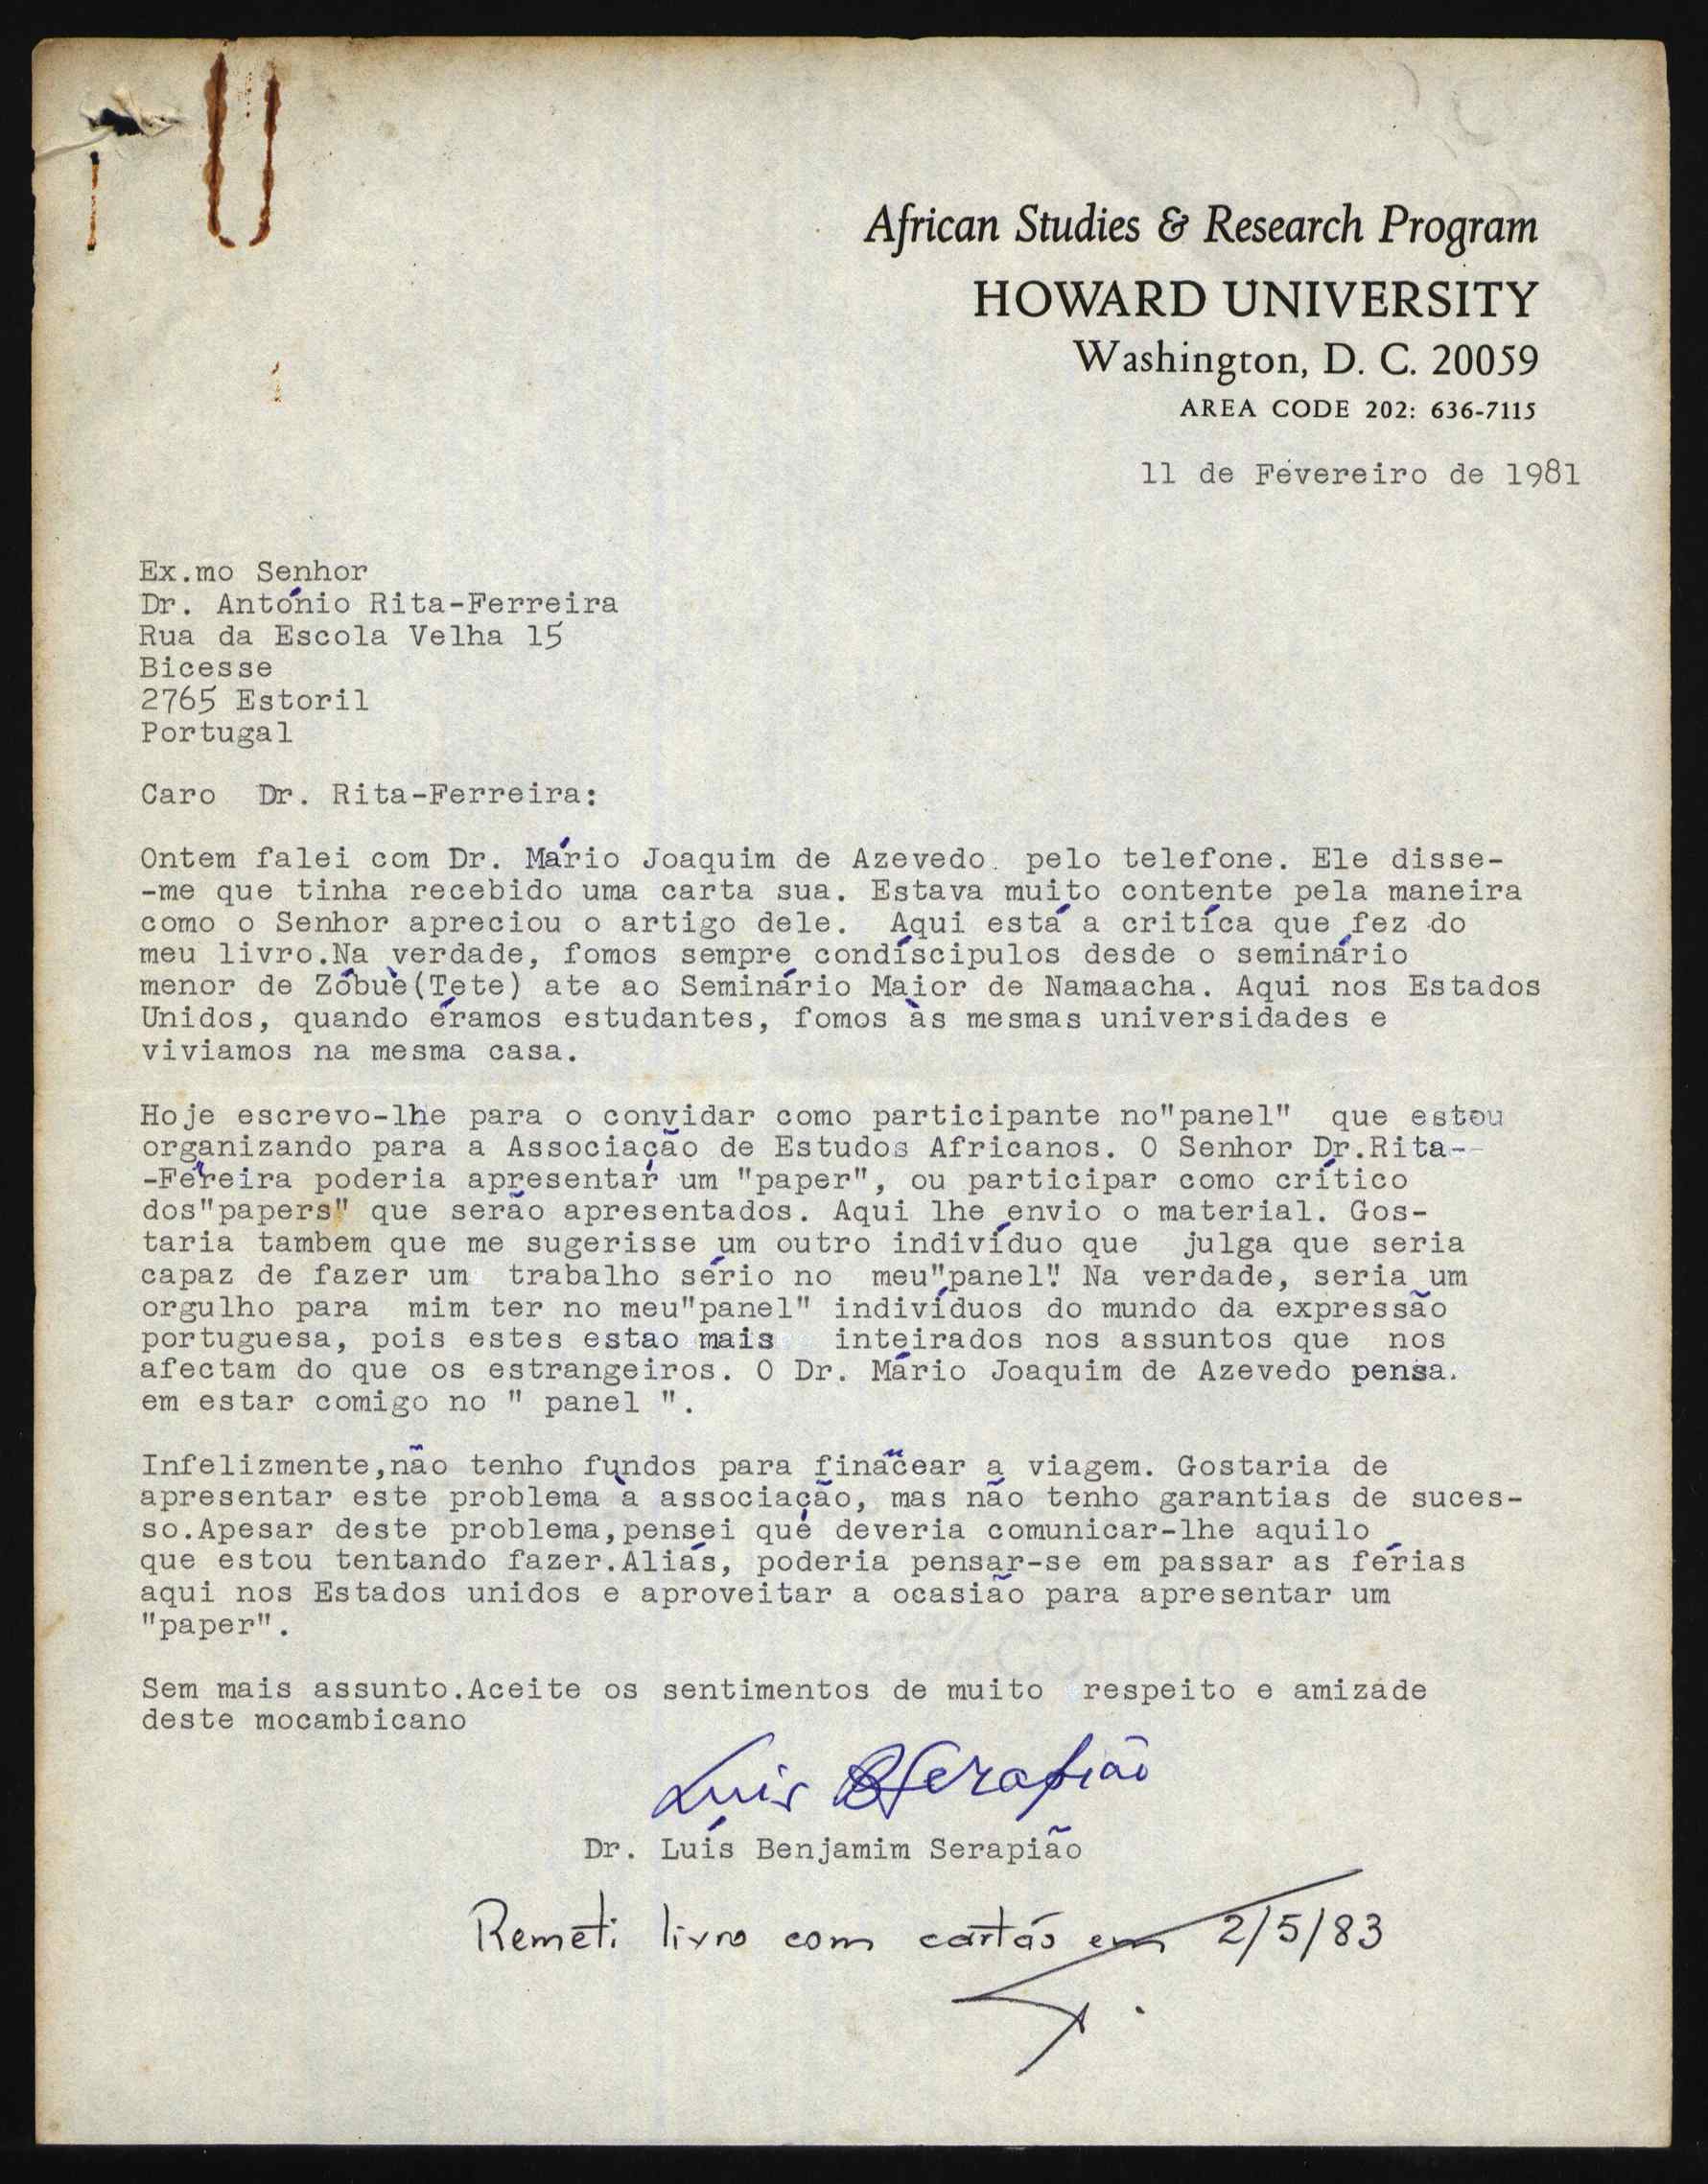 African Studies & Research Program
HOWARD UNIVERSITY
Washington, D. C. 20059
AREA CODE 202: 636-7115
11 de Fevereiro de 1981
Ex.mo Senhor
Dr. António Rita-Ferreira
Rua da Escola Velha 15
Bicesse
2765 Estoril
Portugal
Caro Dr. Rita-Ferreira:
Ontem falei com Dr. Mário Joaquim de Azevedo. pelo telefone. Ele disse-
-me que tinha recebido uma carta sua. Estava muito contente pela maneira
como o Senhor apreciou o artigo dele. Aqui está a critíca que fez do
meu livro.Na verdade, fomos sempre condíscipulos desde o seminário
menor de Zóbuè(Tete) ate ao Seminário Maior de Namaacha. Aqui nos Estados
Unidos, quando éramos estudantes, fomos às mesmas universidades e
viviamos na mesma casa.
Hoje escrevo-lhe para o convidar como participante no"panel" que estou
organizando para a Associação de Estudos Africanos. O Senhor Dr.Rita--
-Ferreira poderia apresentar um "paper", ou participar como crítico
dos"papers" que serão apresentados. Aqui lhe envio o material. Gos-
taria tambem que me sugerisse um outro indivíduo que julga que seria
capaz de fazer um trabalho sério no meu"panel". Na verdade, seria um
orgulho para mim ter no meu"panel" indivíduos do mundo da expressão
portuguesa, pois estes estao mais inteirados nos assuntos que nos
afectam do que os estrangeiros. O Dr. Mário Joaquim de Azevedo pensa.
em estar comigo no " panel ".
Infelizmente,não tenho fundos para finãcear a viagem. Gostaria de
apresentar este problema à associação, mas não tenho garantias de suces-
so.Apesar deste problema,pensei que deveria comunicar-lhe aquilo
que estou tentando fazer.Aliás, poderia pensar-se em passar as férias
aqui nos Estados unidos e aproveitar a ocasião para apresentar um
"paper".
Sem mais assunto.Aceite os sentimentos de muito respeito e amizade
deste mocambicano
Luis B Serapião
Dr. Luís Benjamim Serapião
Remeti livro com cartas em 2/5/83